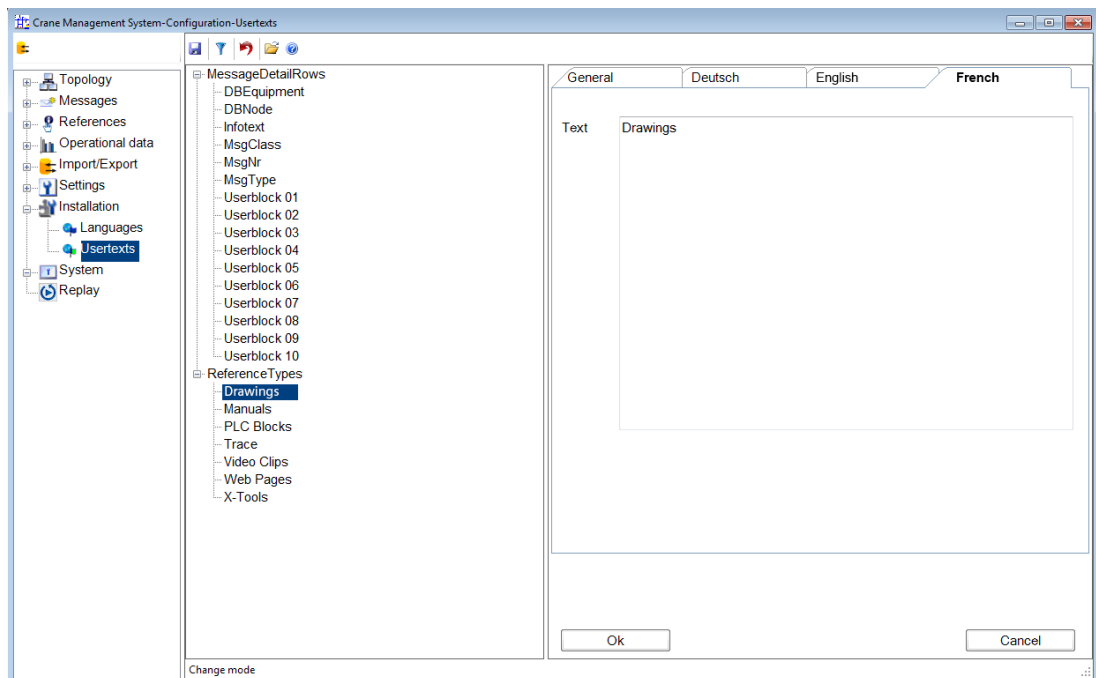 Crane Management System-Configuration-Usertexts
Topology
Messages
References
Operational data
Import/Export
Settings
Installation
Languages
Usertexts
System
Replay
MessageDetailRows
DBEquipment
DBNode
Infotext
MsgClass
MsgNr
MsgType
Userblock 01
Userblock 02
Userblock 03
Userblock 04
Userblock 05
Userblock 06
Userblock 07
Userblock 08
Userblock 09
Userblock 10
ReferenceTypes
Drawings
Manuals
PLC Blocks
Trace
Video Clips
Web Pages
X-Tools
General Deutsch English French
Text Drawings
Ok Cancel
Change mode